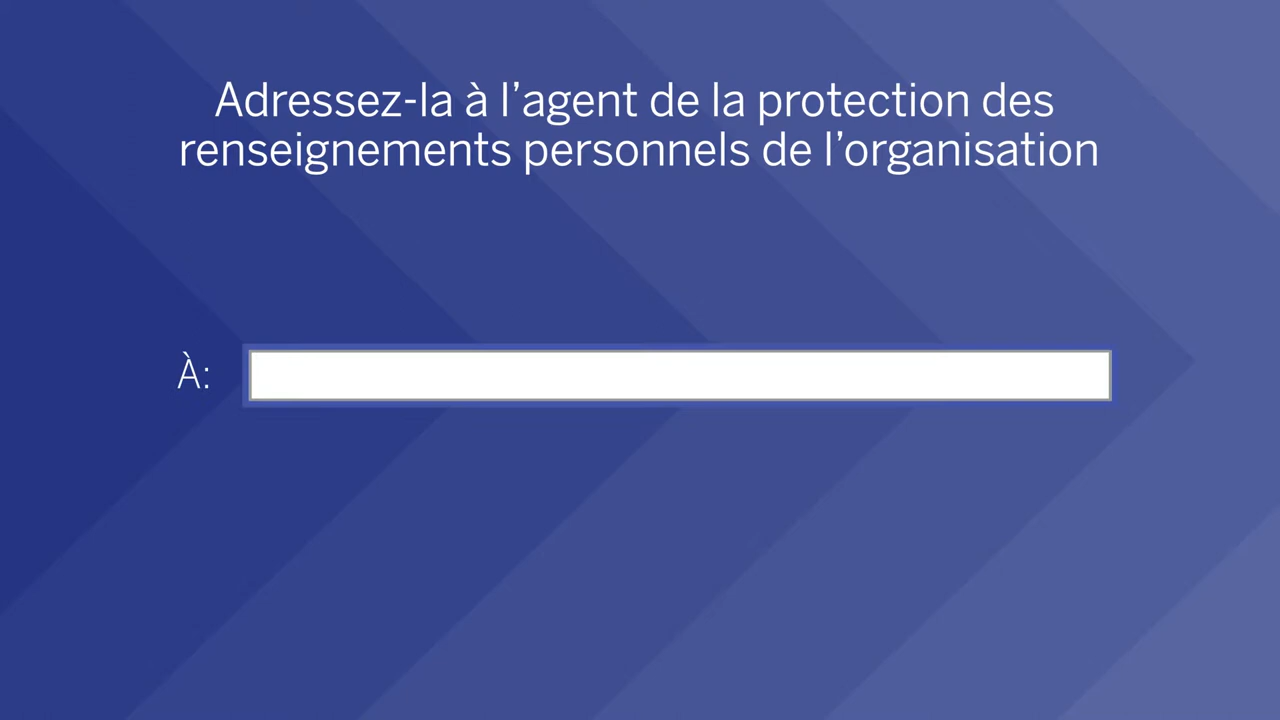 Adressez-la à l’agent de la protection des
renseignements personnels de l’organisation
À: